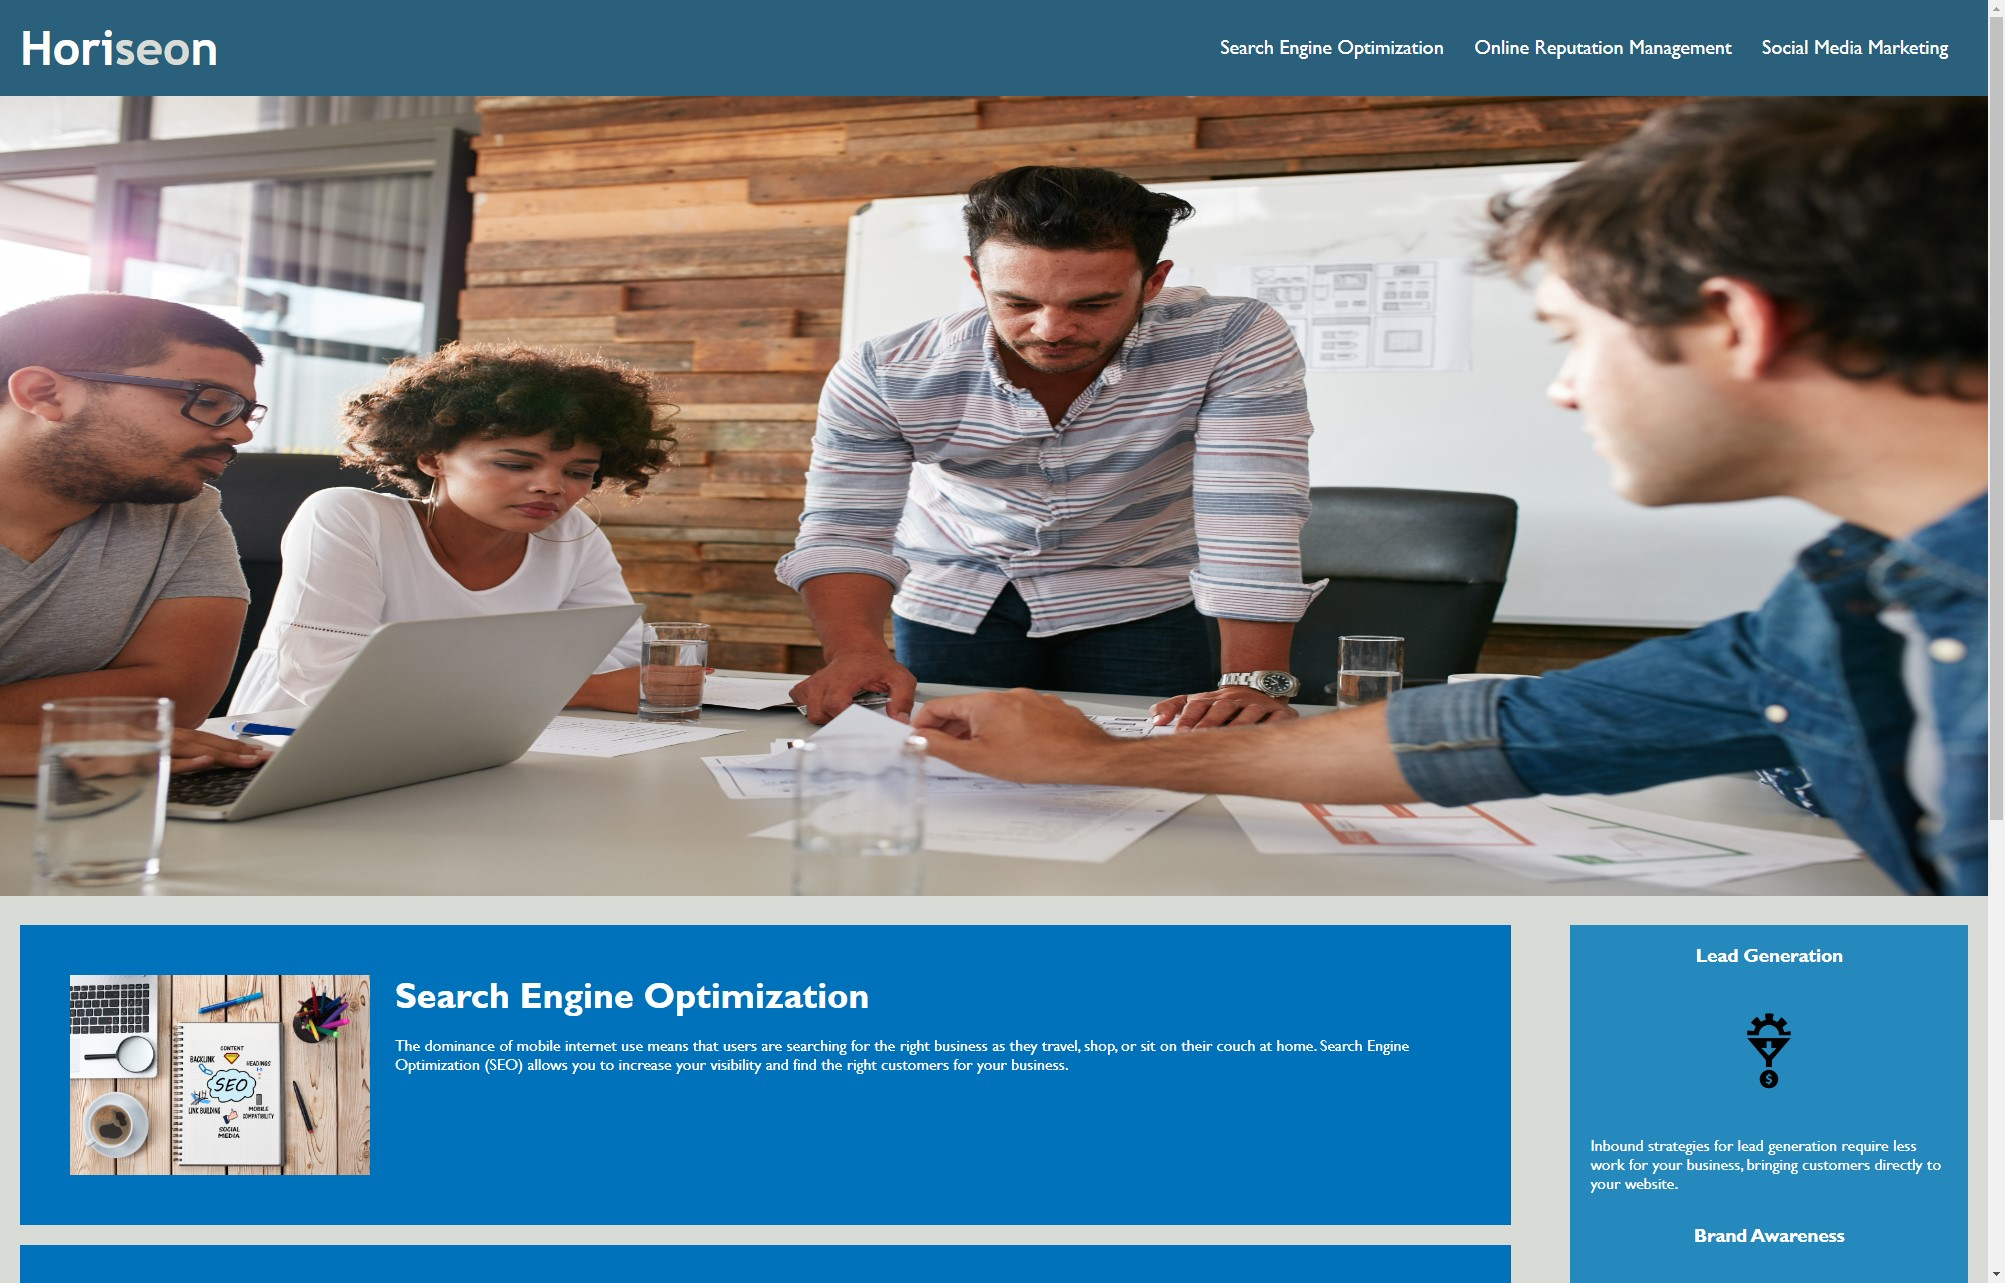 Horiseon
Search Engine Optimization
Online Reputation Management
Social Media Marketing
CONTENT
BACKLINK
HEADINGS
SEO
LINK BUILDING
MOBILE
COMPATIBILITY
SOCIAL
MEDIA
Search Engine Optimization
The dominance of mobile internet use means that users are searching for the right business as they travel, shop, or sit on their couch at home. Search Engine
Optimization (SEO) allows you to increase your visibility and find the right customers for your business.
Lead Generation
$
Inbound strategies for lead generation require less
work for your business, bringing customers directly to
your website.
Brand Awareness